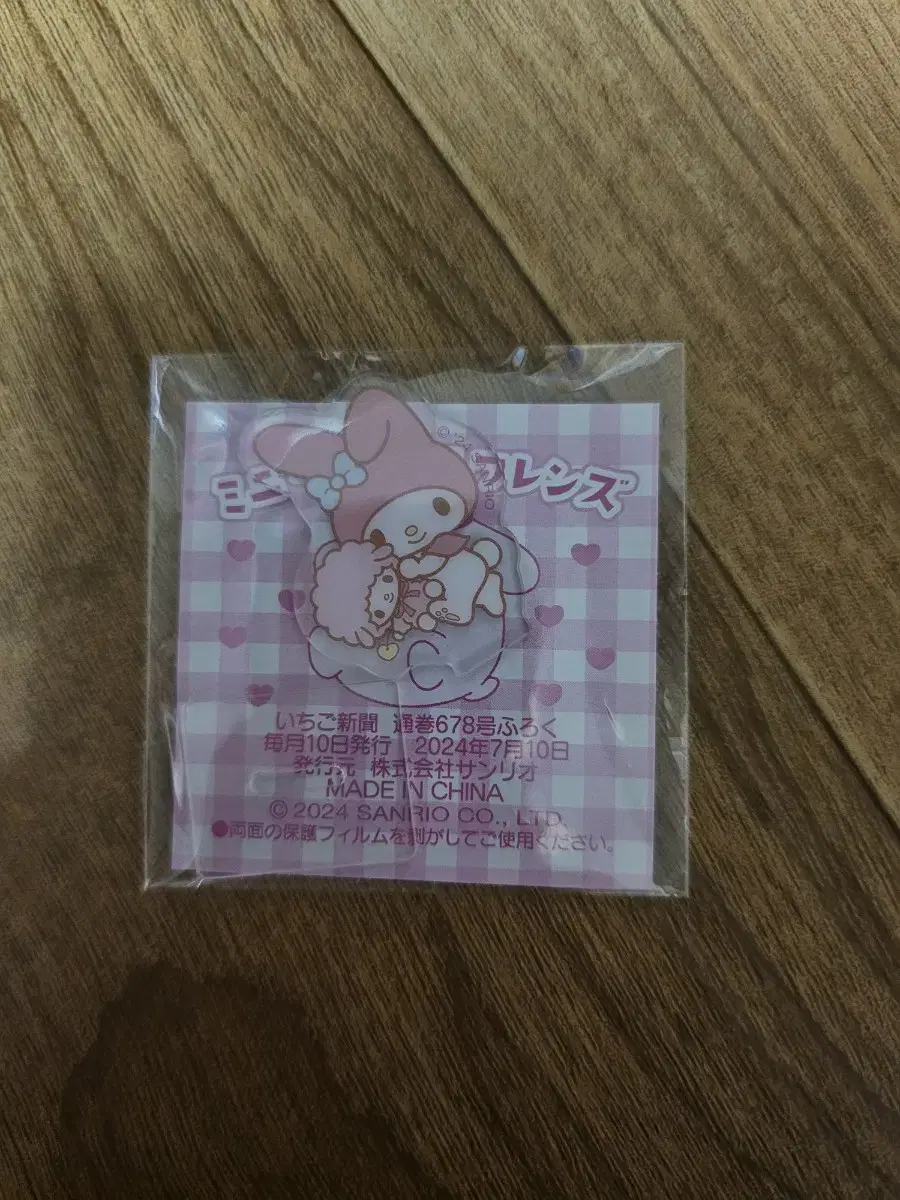 © '24
フレンズ
いちご新聞 通巻678号ふろく
毎月10日発行 2024年7月10日
発行元 株式会社サンリオ
MADE IN CHINA
© 2024 SANRIO CO., LTD.
●両面の保護フィルムを剥がしてご使用ください。